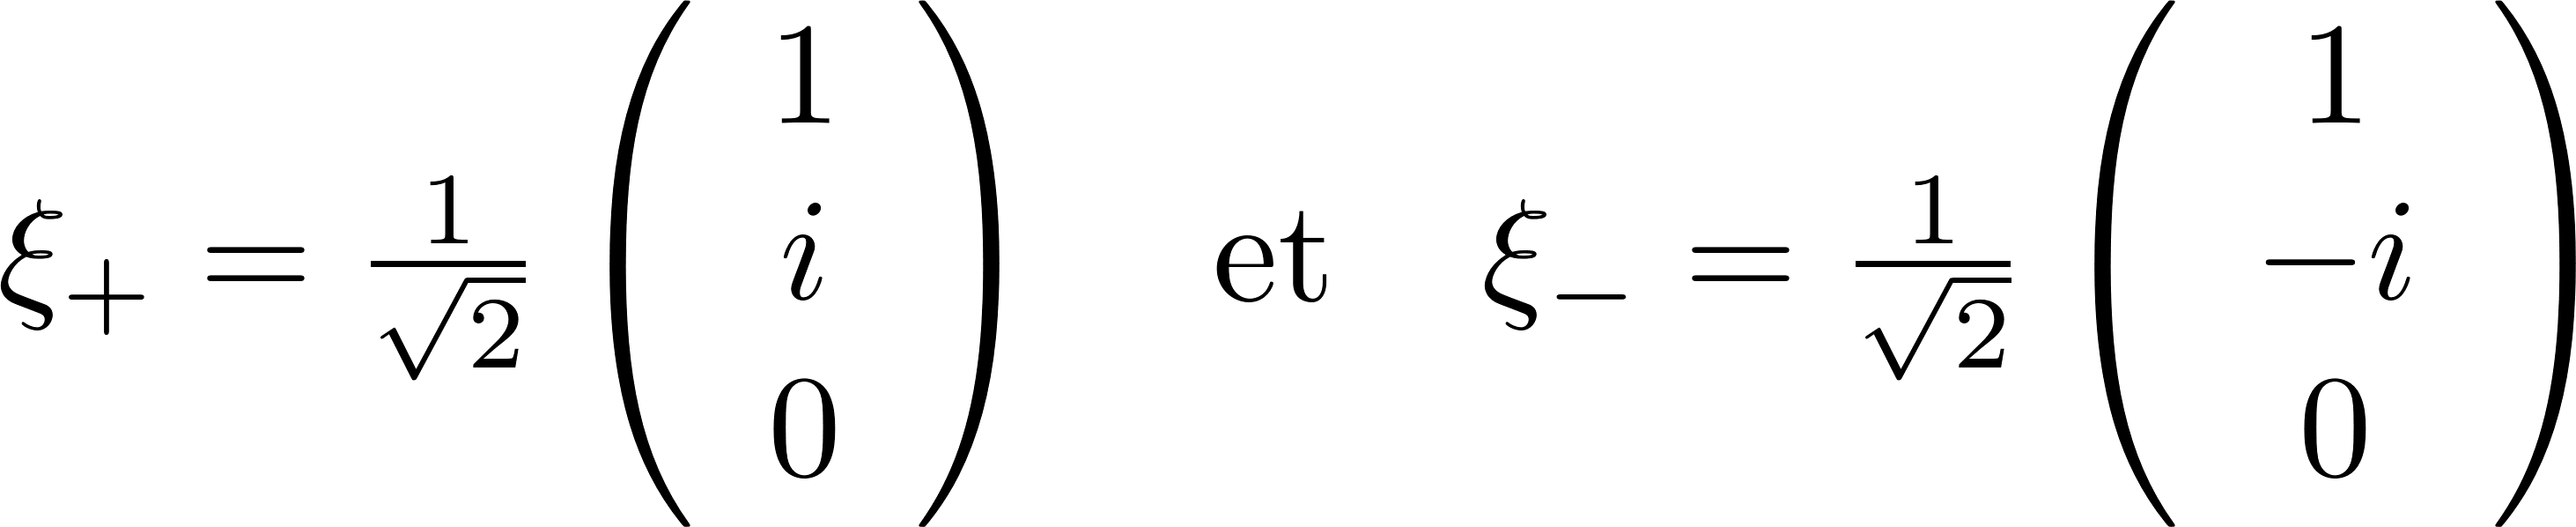 ξ₊ = 1/√2 ( 1 i 0 ) et ξ₋ = 1/√2 ( 1 −i 0 )